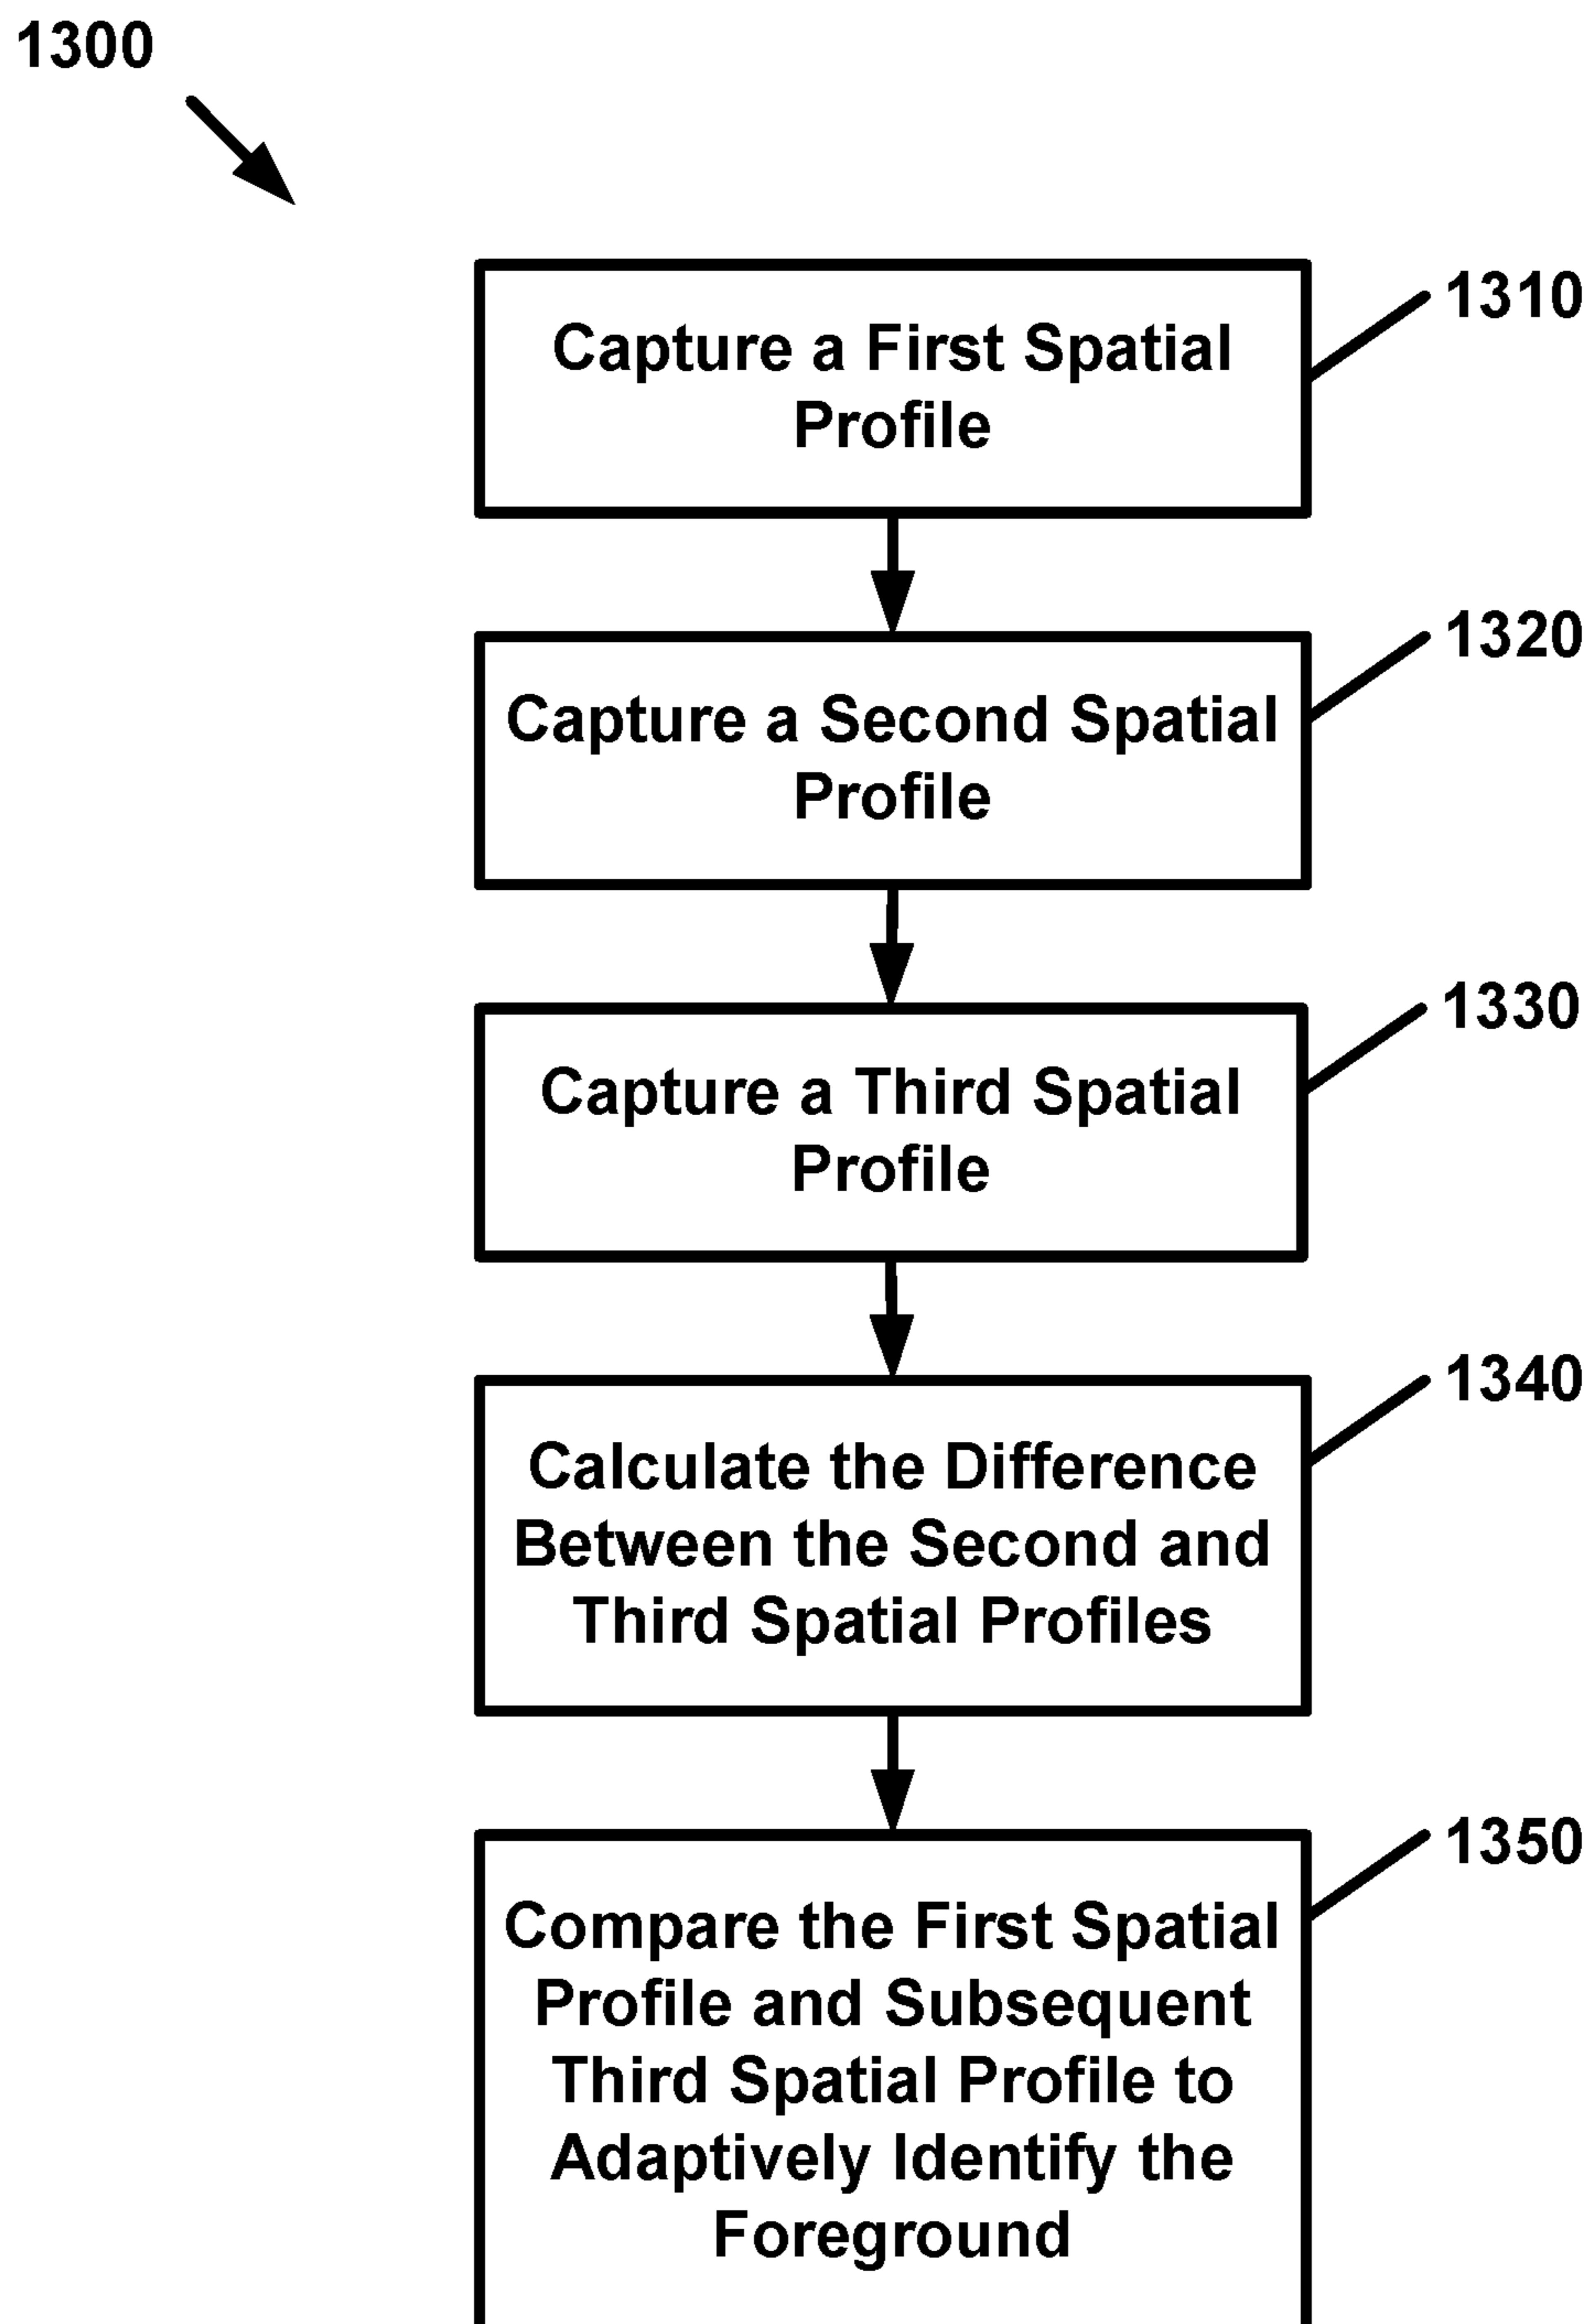 1300
1310
Capture a First Spatial
Profile
1320
Capture a Second Spatial
Profile
1330
Capture a Third Spatial
Profile
1340
Calculate the Difference
Between the Second and
Third Spatial Profiles
1350
Compare the First Spatial
Profile and Subsequent
Third Spatial Profile to
Adaptively Identify the
Foreground